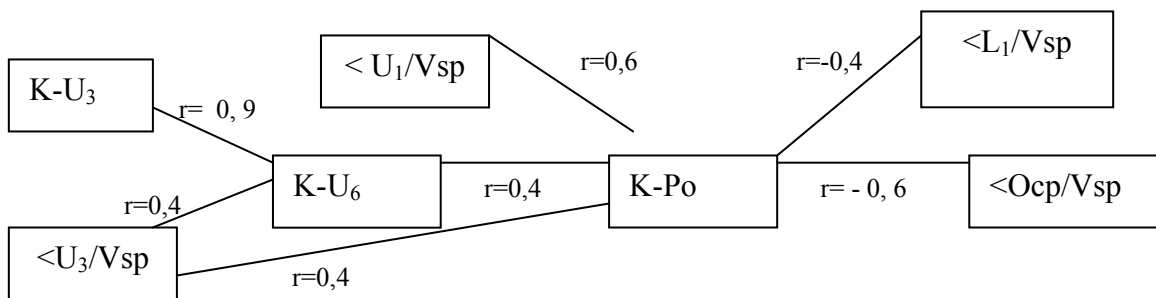 <L₁/Vsp
< U₁/Vsp
r=0,6
r=-0,4
K-U₃
r= 0, 9
K-U₆
r=0,4
K-Po
r= - 0, 6
<Ocp/Vsp
r=0,4
<U₃/Vsp
r=0,4